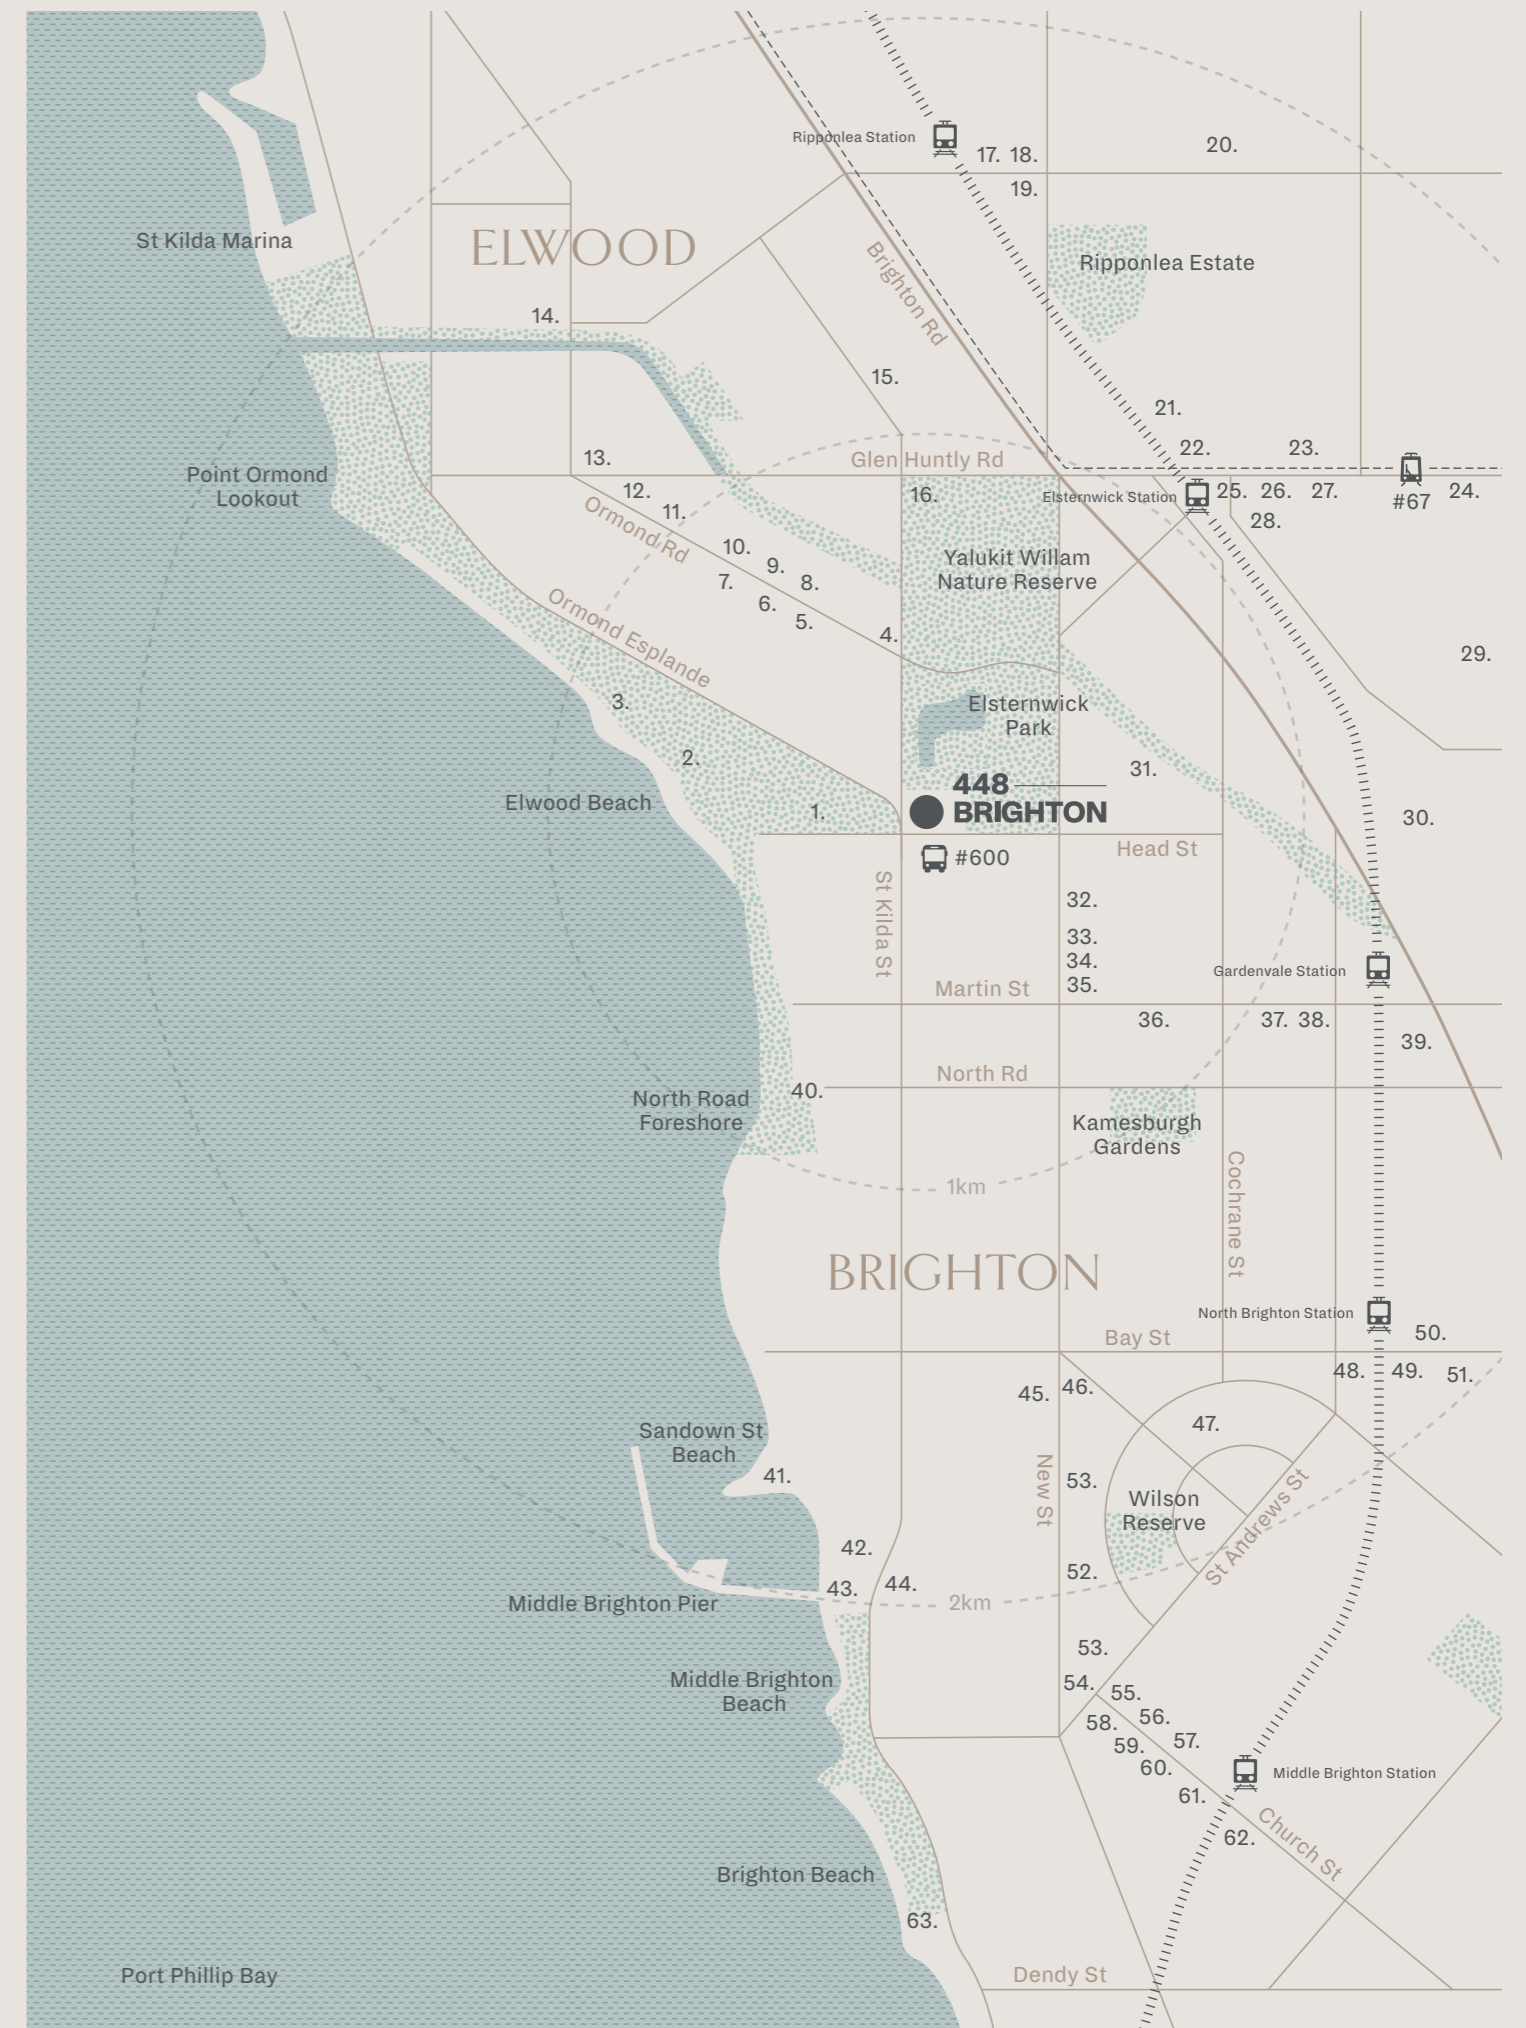 Ripponlea Station
17. 18.
20.
19.
St Kilda Marina
ELWOOD
Brighton Rd
Ripponlea Estate
14.
15.
21.
22.
23.
13.
Glen Huntly Rd
Point Ormond
Lookout
12.
11.
16.
Elsternwick Station
25. 26. 27.
#67
24.
28.
Ormond Rd
10.
9.
8.
7.
6.
5.
4.
Yalukit Willam
Nature Reserve
Ormond Esplande
29.
3.
Elsternwick
Park
2.
31.
Elwood Beach
1.
448
BRIGHTON
30.
#600
Head St
St Kilda St
32.
33.
34.
35.
Gardenvale Station
Martin St
36.
37. 38.
39.
North Rd
40.
North Road
Foreshore
Kamesburgh
Gardens
1km
Cochrane St
BRIGHTON
North Brighton Station
50.
Bay St
48.
49.
51.
45.
46.
47.
Sandown St
Beach
41.
New St
53.
Wilson
Reserve
St Andrews St
42.
52.
43.
44.
2km
Middle Brighton Pier
53.
Middle Brighton
Beach
54.
55.
56.
58.
57.
59.
60.
61.
Middle Brighton Station
62.
Church St
Brighton Beach
63.
Port Phillip Bay
Dendy St